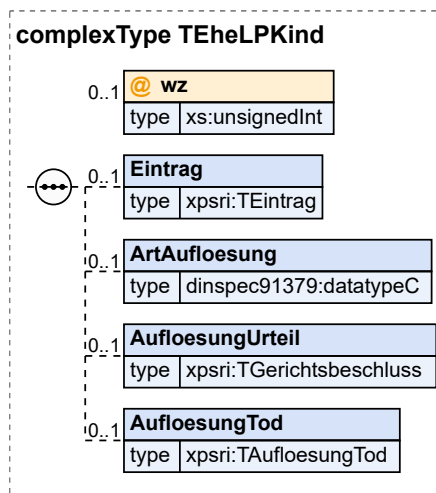 complexType TEheLPKind
0..1 @ wz
type xs:unsignedInt
0..1 Eintrag
type xpsri:TEintrag
0..1 ArtAufloesung
type dinspec91379:datatypeC
0..1 AufloesungUrteil
type xpsri:TGerichtsbeschluss
0..1 AufloesungTod
type xpsri:TAufloesungTod